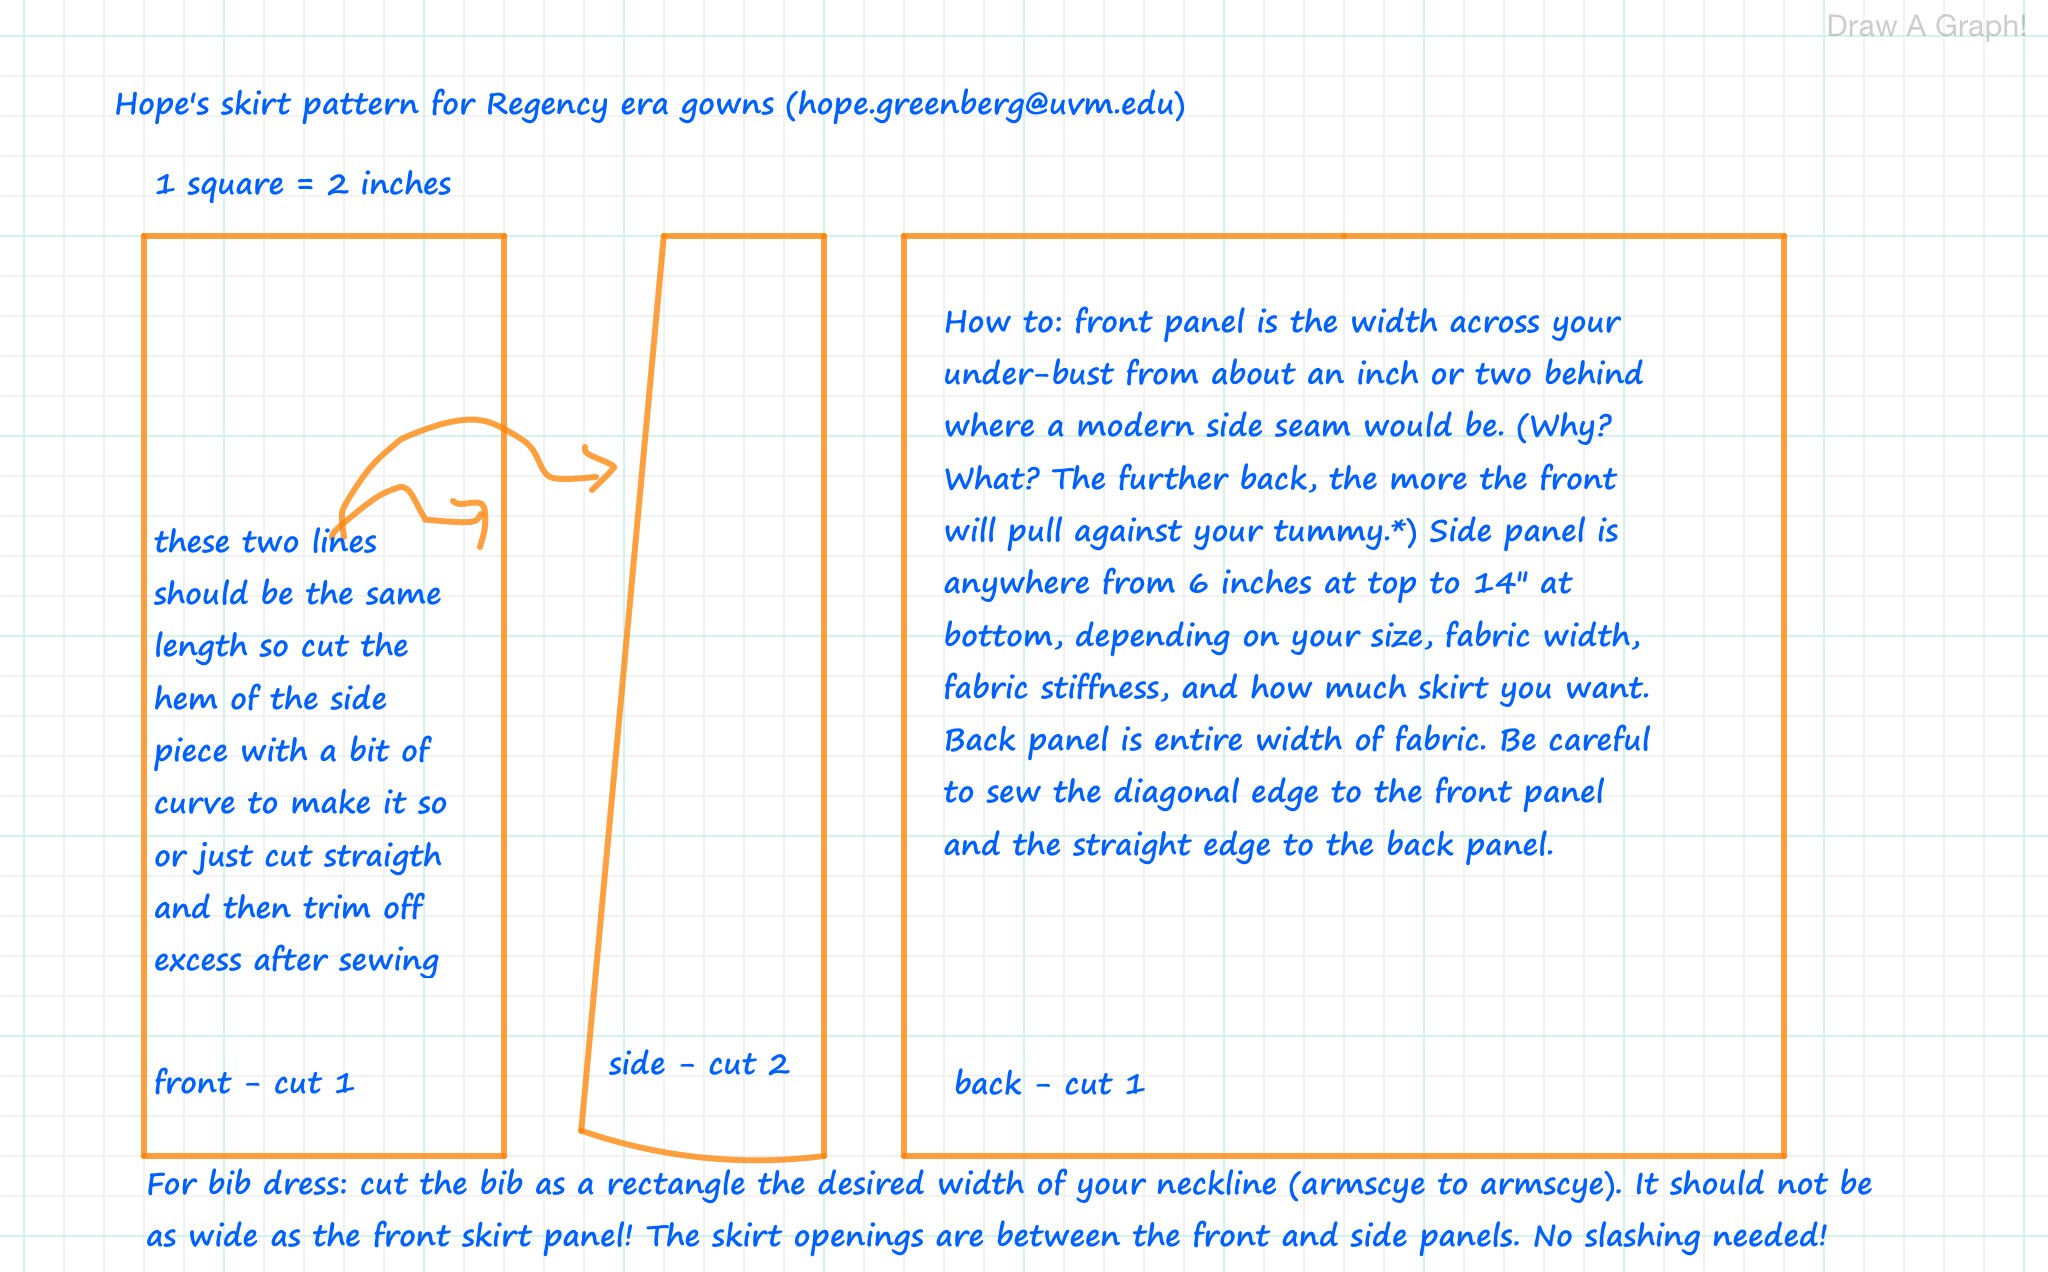 Draw A Graph!
Hope's skirt pattern for Regency era gowns (hope.greenberg@uvm.edu)
1 square = 2 inches
these two lines
should be the same
length so cut the
hem of the side
piece with a bit of
curve to make it so
or just cut straigth
and then trim off
excess after sewing
front - cut 1
side - cut 2
How to: front panel is the width across your
under-bust from about an inch or two behind
where a modern side seam would be. (Why?
What? The further back, the more the front
will pull against your tummy.*) Side panel is
anywhere from 6 inches at top to 14" at
bottom, depending on your size, fabric width,
fabric stiffness, and how much skirt you want.
Back panel is entire width of fabric. Be careful
to sew the diagonal edge to the front panel
and the straight edge to the back panel.
back - cut 1
For bib dress: cut the bib as a rectangle the desired width of your neckline (armscye to armscye). It should not be
as wide as the front skirt panel! The skirt openings are between the front and side panels. No slashing needed!